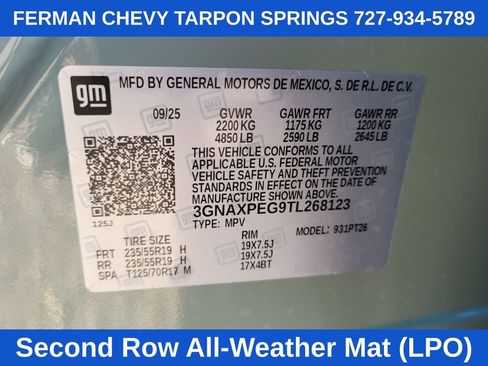 FERMAN CHEVY TARPON SPRINGS 727-934-5789
gm
MFD BY GENERAL MOTORS DE MEXICO, S. DE R.L. DE C.V.
09/25 GVWR GAWR FRT GAWR RR
2200 KG 1175 KG 1200 KG
4850 LB 2590 LB 2645 LB
THIS VEHICLE CONFORMS TO ALL
APPLICABLE U.S. FEDERAL MOTOR
VEHICLE SAFETY AND THEFT PREVENTION
STANDARDS IN EFFECT ON THE DATE OF
MANUFACTURE SHOWN ABOVE.
3GNAXPEG9TL268123
125J
TYPE: MPV MODEL: 931PT26
TIRE SIZE RIM
FRT 235/55R19 H 19X7.5J
RR 235/55R19 H 19X7.5J
SPA T125/70R17 M 17X4BT
Second Row All-Weather Mat (LPO)